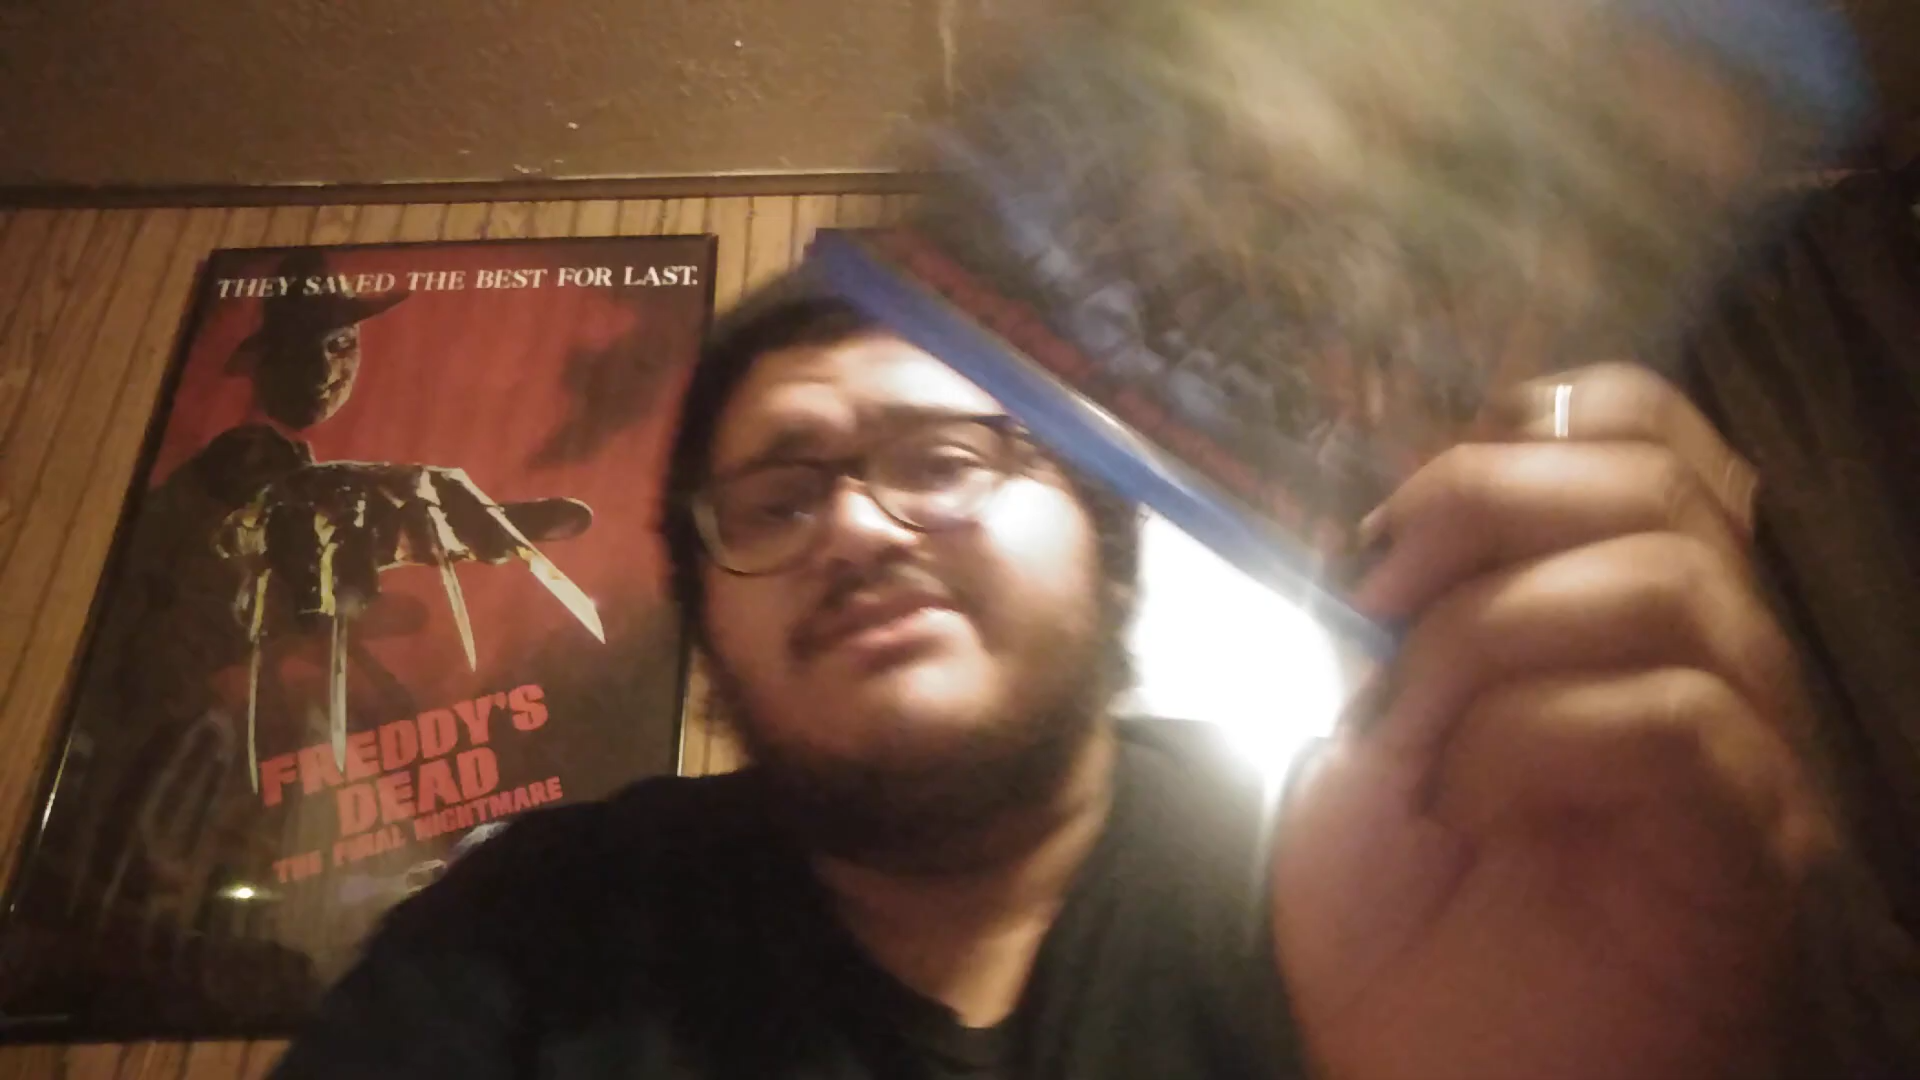 THEY SAVED THE BEST FOR LAST.
FREDDY'S
DEAD
THE FINAL NIGHTMARE